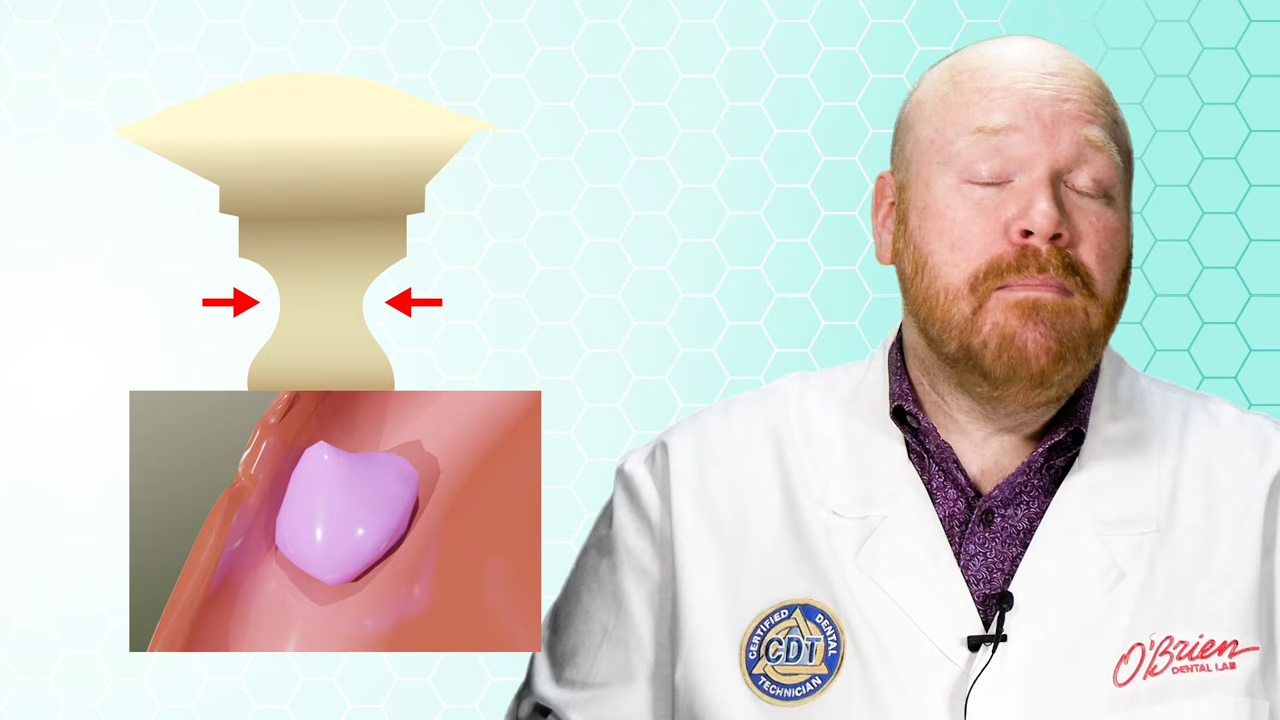 CERTIFIED DENTAL
CDT
TECHNICIAN
O'Brien
DENTAL LAB